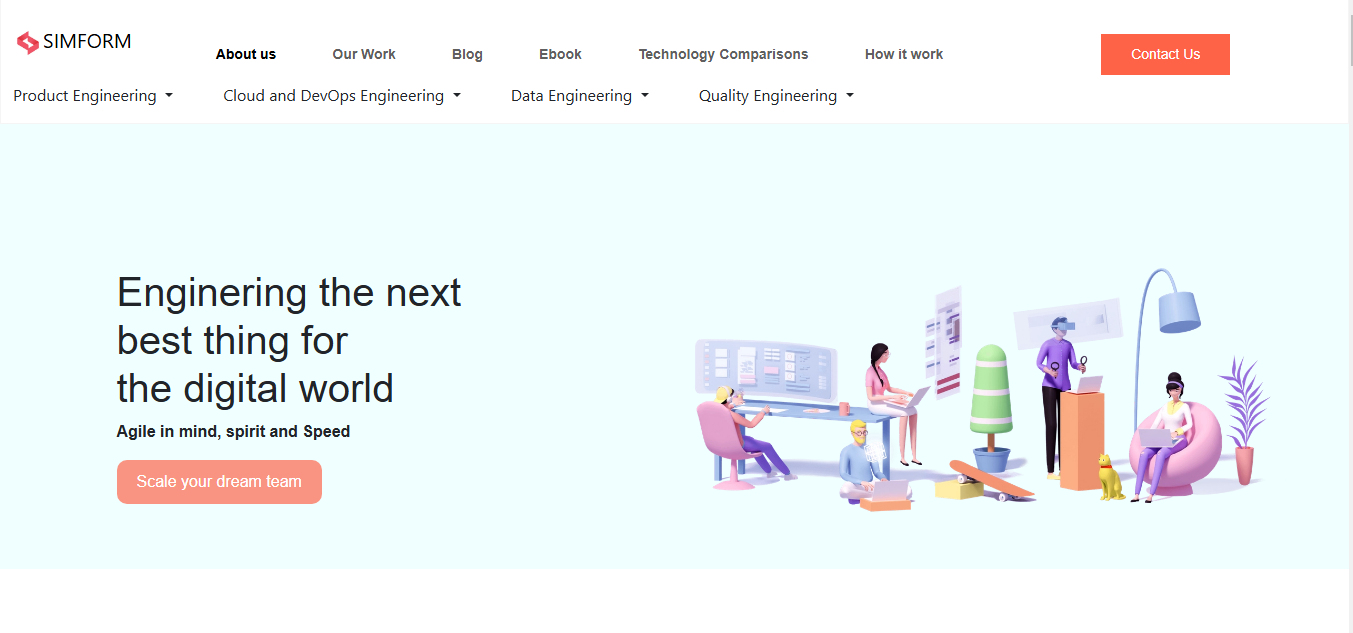 SIMFORM
About us Our Work Blog Ebook Technology Comparisons How it work Contact Us
Product Engineering Cloud and DevOps Engineering Data Engineering Quality Engineering
Enginering the next
best thing for
the digital world
Agile in mind, spirit and Speed
Scale your dream team